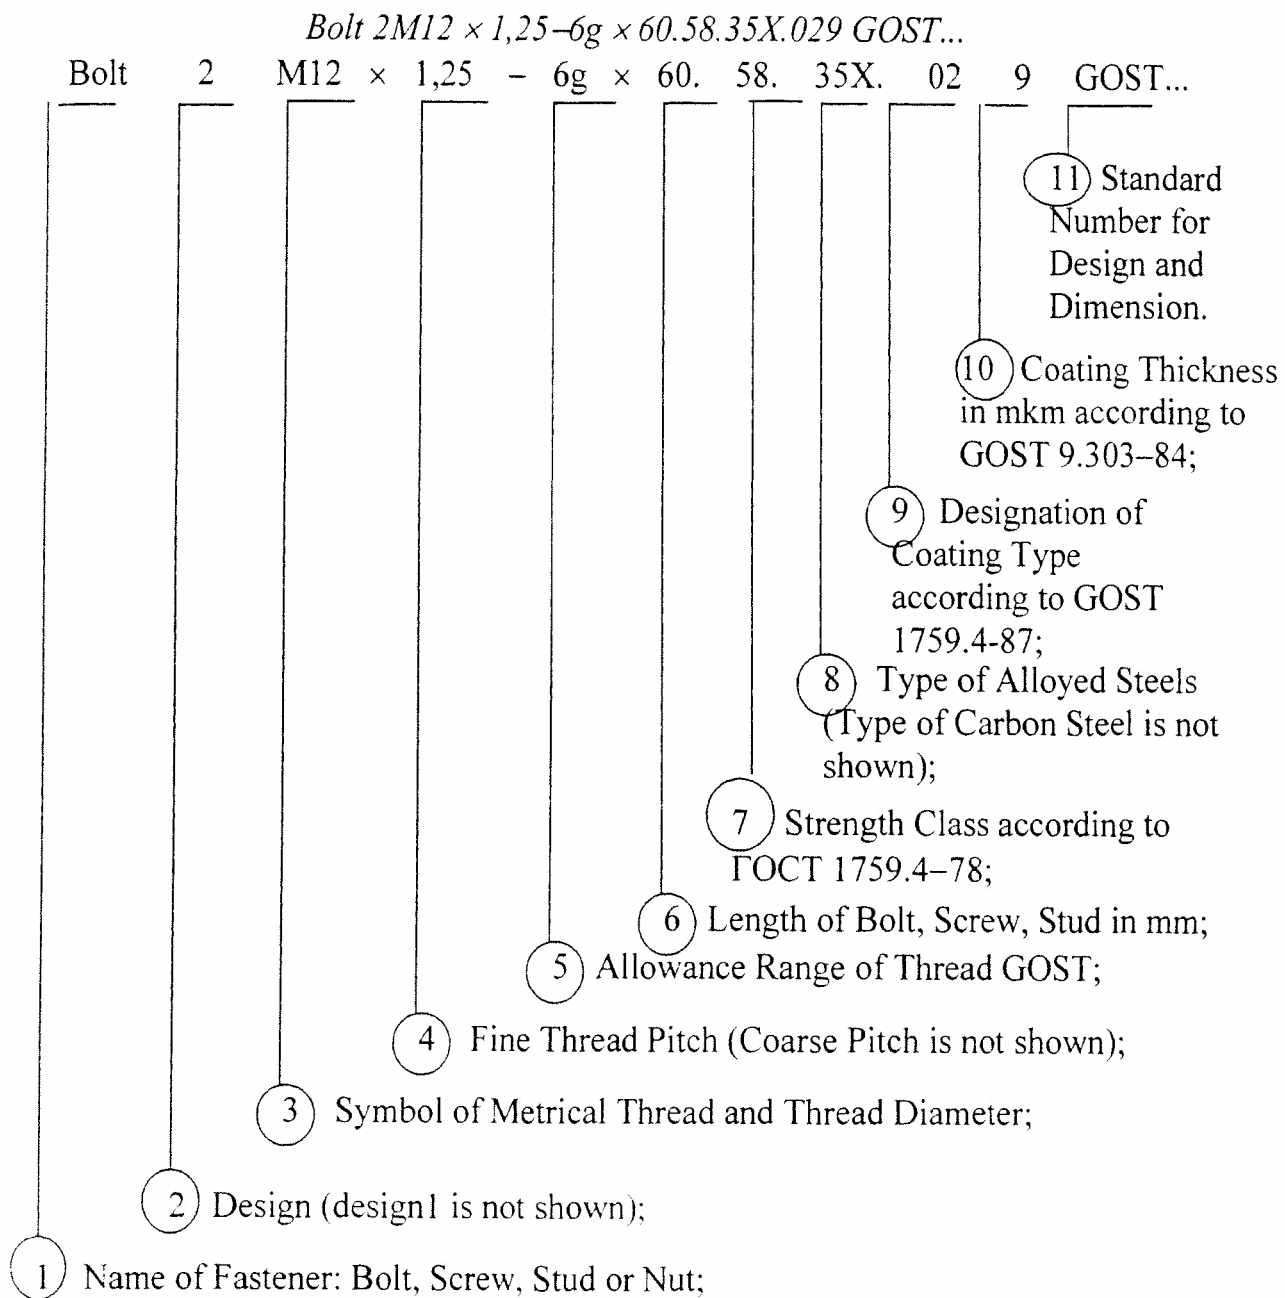 Bolt 2M12 × 1,25–6g × 60.58.35X.029 GOST...
Bolt 2 M12 × 1,25 – 6g × 60. 58. 35X. 02 9 GOST...
11 Standard
Number for
Design and
Dimension.
10 Coating Thickness
in mkm according to
GOST 9.303–84;
9 Designation of
Coating Type
according to GOST
1759.4-87;
8 Type of Alloyed Steels
(Type of Carbon Steel is not
shown);
7 Strength Class according to
ГОСТ 1759.4–78;
6 Length of Bolt, Screw, Stud in mm;
5 Allowance Range of Thread GOST;
4 Fine Thread Pitch (Coarse Pitch is not shown);
3 Symbol of Metrical Thread and Thread Diameter;
2 Design (design1 is not shown);
1 Name of Fastener: Bolt, Screw, Stud or Nut;